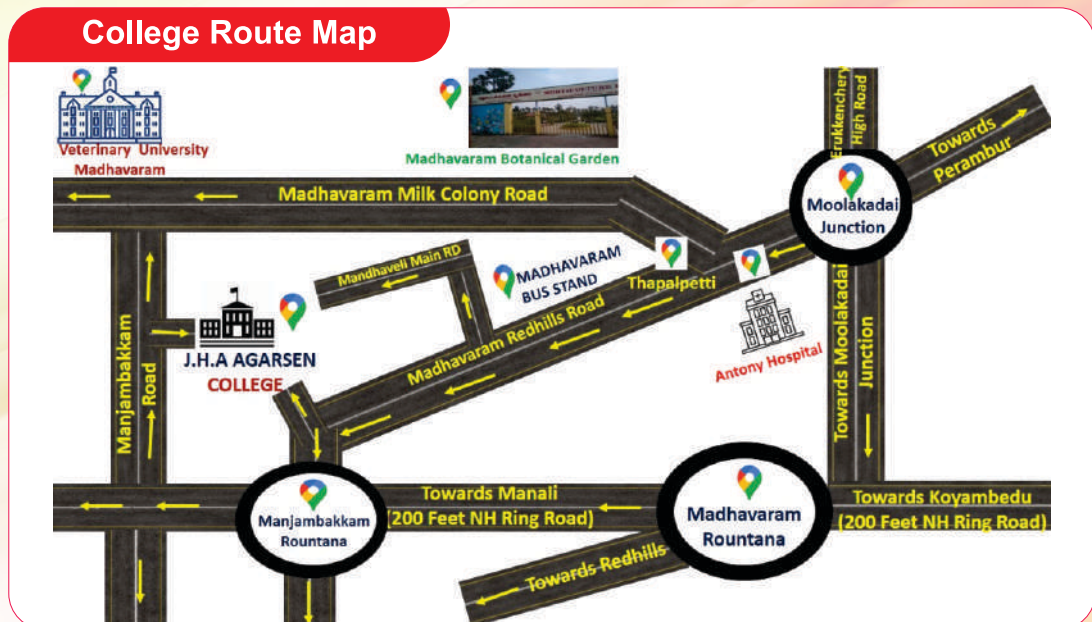 College Route Map
Veterinary University
Madhavaram
Madhavaram Botanical Garden
Erukkenchery
High Road
Towards
Perambur
Moolakadai
Junction
Madhavaram Milk Colony Road
Mandhaveli Main RD
MADHAVARAM
BUS STAND
Thapalpetti
Madhavaram Redhills Road
Antony Hospital
J.H.A AGARSEN
COLLEGE
Manjambakkam
Road
Towards Moolakadai
Junction
Manjambakkam
Rountana
Towards Manali
(200 Feet NH Ring Road)
Madhavaram
Rountana
Towards Koyambedu
(200 Feet NH Ring Road)
Towards Redhills